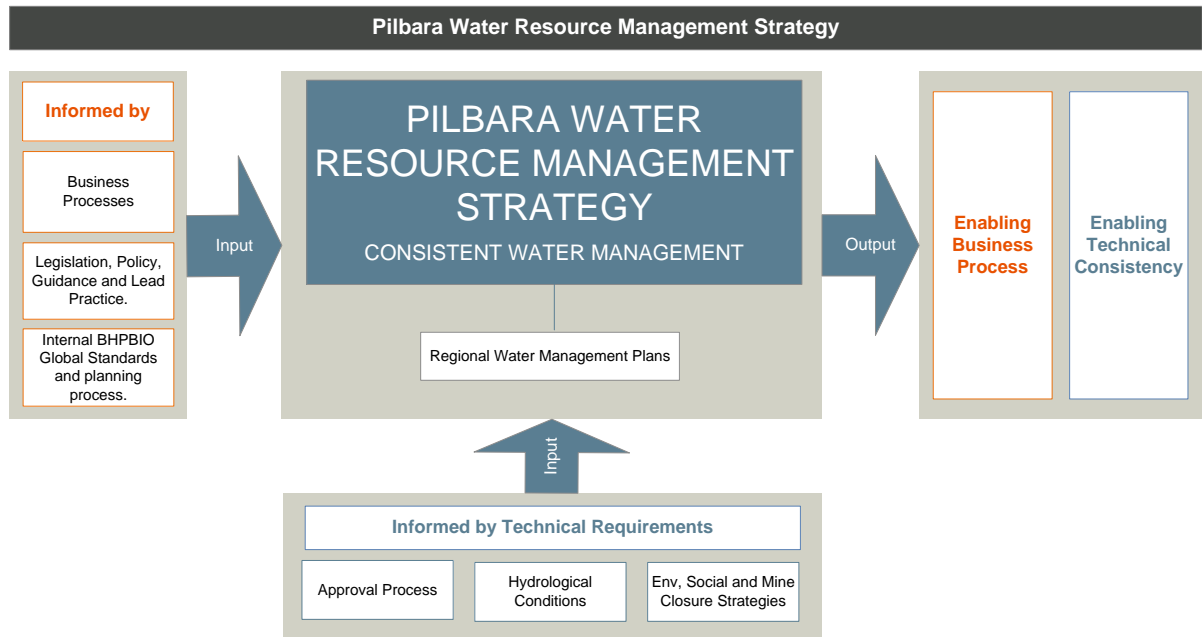 Pilbara Water Resource Management Strategy
Informed by
Business
Processes
Legislation, Policy,
Guidance and Lead
Practice.
Internal BHPBIO
Global Standards
and planning
process.
Input
PILBARA WATER
RESOURCE MANAGEMENT
STRATEGY
CONSISTENT WATER MANAGEMENT
Regional Water Management Plans
Output
Enabling
Business
Process
Enabling
Technical
Consistency
Input
Informed by Technical Requirements
Approval Process
Hydrological
Conditions
Env, Social and Mine
Closure Strategies